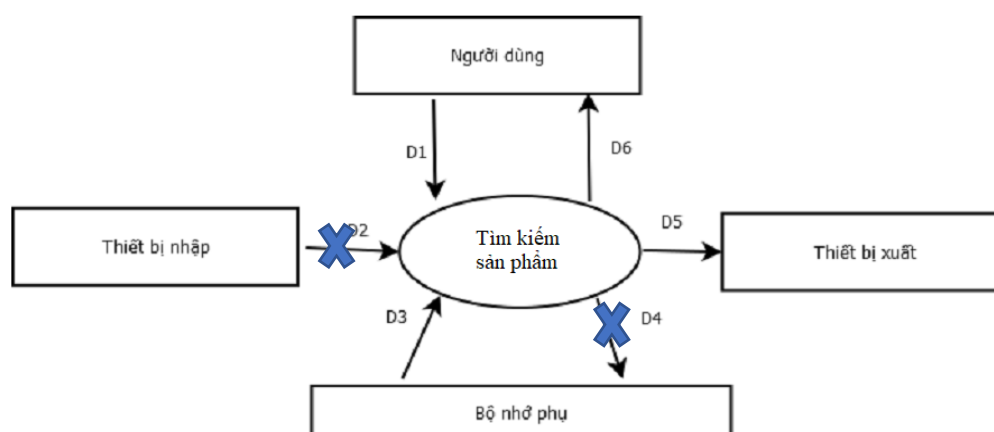 Người dùng
D1
D6
D2
Thiết bị nhập
Tìm kiếm
sản phẩm
D5
Thiết bị xuất
D3
D4
Bộ nhớ phụ